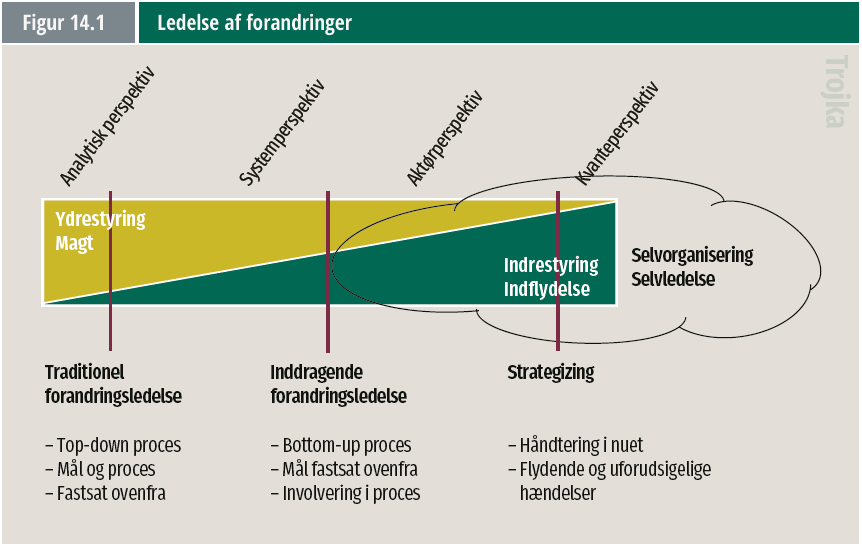 Figur 14.1
Ledelse af forandringer
Trojka
Analytisk perspektiv
Systemperspektiv
Aktørperspektiv
Kvanteperspektiv
Ydrestyring
Magt
Indrestyring
Indflydelse
Selvorganisering
Selvledelse
Traditionel
forandringsledelse
– Top-down proces
– Mål og proces
– Fastsat ovenfra
Inddragende
forandringsledelse
– Bottom-up proces
– Mål fastsat ovenfra
– Involvering i proces
Strategizing
– Håndtering i nuet
– Flydende og uforudsigelige
hændelser